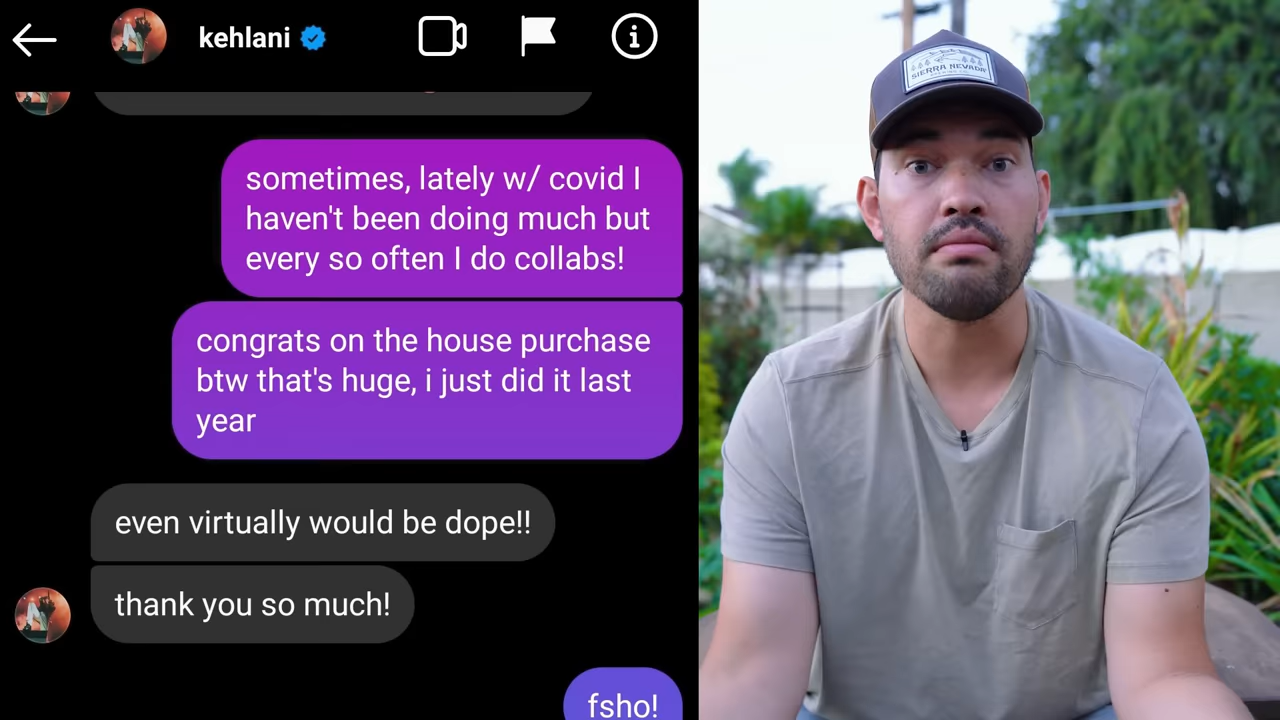 kehlani
sometimes, lately w/ covid I
haven't been doing much but
every so often I do collabs!
congrats on the house purchase
btw that's huge, i just did it last
year
even virtually would be dope!!
thank you so much!
fsho!
SIERRA NEVADA